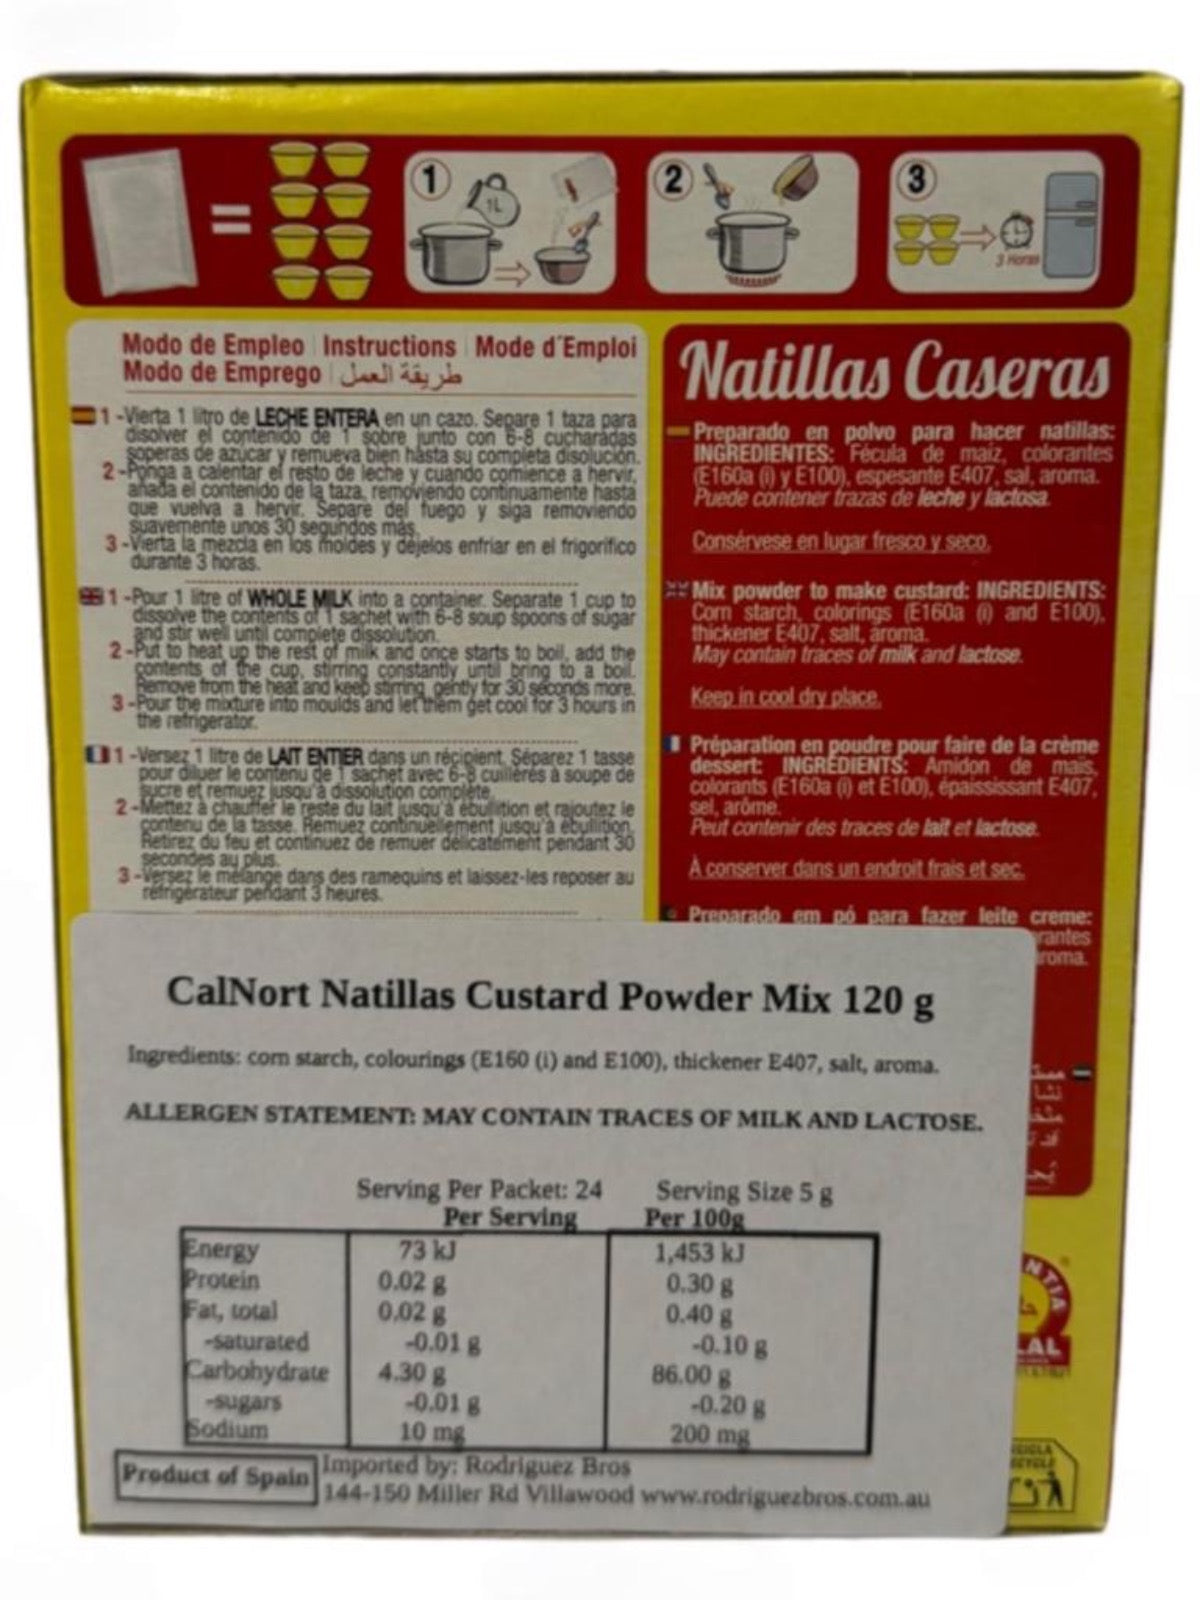 1
1L
2
3
3 Horas
Modo de Empleo | Instructions | Mode d'Emploi
Modo de Emprego | طريقة العمل
1 -Vierta 1 litro de LECHE ENTERA en un cazo. Separe 1 taza para
disolver el contenido de 1 sobre junto con 6-8 cucharadas
soperas de azúcar y remueva bien hasta su completa disolución.
2 -Ponga a calentar el resto de leche y cuando comience a hervir,
añada el contenido de la taza, removiendo continuamente hasta
que vuelva a hervir. Separe del fuego y siga removiendo
suavemente unos 30 segundos más.
3 -Vierta la mezcla en los moldes y déjelos enfriar en el frigorífico
durante 3 horas.
1 -Pour 1 litre of WHOLE MILK into a container. Separate 1 cup to
dissolve the contents of 1 sachet with 6-8 soup spoons of sugar
and stir well until complete dissolution.
2 -Put to heat up the rest of milk and once starts to boil, add the
contents of the cup, stirring constantly until bring to a boil.
Remove from the heat and keep stirring gently for 30 seconds more.
3 -Pour the mixture into moulds and let them get cool for 3 hours in
the refrigerator.
1 -Versez 1 litre de LAIT ENTIER dans un récipient. Séparez 1 tasse
pour diluer le contenu de 1 sachet avec 6-8 cuillères à soupe de
sucre et remuez jusqu'à dissolution complète.
2 -Mettez à chauffer le reste du lait jusqu'à ébullition et rajoutez le
contenu de la tasse. Remuez continuellement jusqu'à ébullition.
Retirez du feu et continuez de remuer délicatement pendant 30
secondes au plus.
3 -Versez le mélange dans des ramequins et laissez-les reposer au
réfrigérateur pendant 3 heures.
Natillas Caseras
Preparado en polvo para hacer natillas:
INGREDIENTES: Fécula de maíz, colorantes
(E160a (i) y E100), espesante E407, sal, aroma.
Puede contener trazas de leche y lactosa.
Consérvese en lugar fresco y seco.
Mix powder to make custard: INGREDIENTS:
Corn starch, colorings (E160a (i) and E100),
thickener E407, salt, aroma.
May contain traces of milk and lactose.
Keep in cool dry place.
Préparation en poudre pour faire de la crème
dessert: INGRÉDIENTS: Amidon de maïs,
colorants (E160a (i) et E100), épaississant E407,
sel, arôme.
Peut contenir des traces de lait et lactose.
À conserver dans un endroit frais et sec.
Preparado em pó para fazer leite creme:
rantes
roma.
CalNort Natillas Custard Powder Mix 120 g
Ingredients: corn starch, colourings (E160 (i) and E100), thickener E407, salt, aroma.
ALLERGEN STATEMENT: MAY CONTAIN TRACES OF MILK AND LACTOSE.
Serving Per Packet: 24 Serving Size 5 g
Per Serving Per 100g
Energy 73 kJ 1,453 kJ
Protein 0.02 g 0.30 g
Fat, total 0.02 g 0.40 g
-saturated -0.01 g -0.10 g
Carbohydrate 4.30 g 86.00 g
-sugars -0.01 g -0.20 g
Sodium 10 mg 200 mg
Product of Spain
Imported by: Rodriguez Bros
144-150 Miller Rd Villawood www.rodriguezbros.com.au